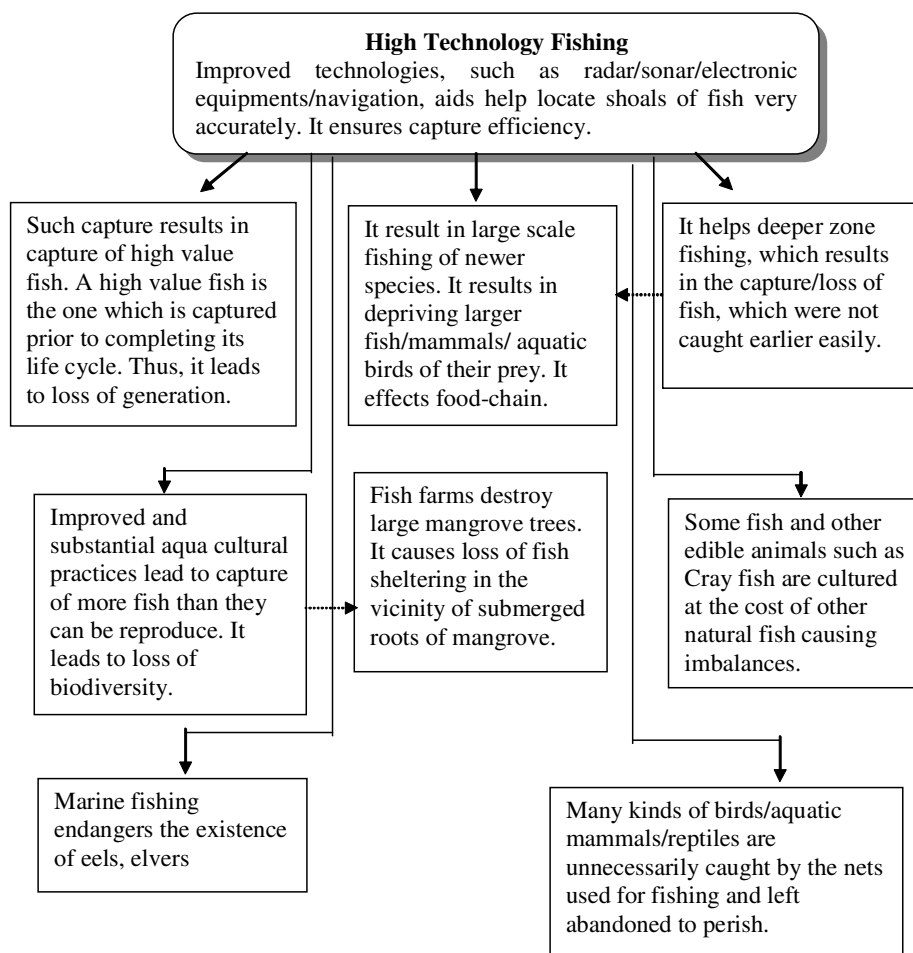 High Technology Fishing
Improved technologies, such as radar/sonar/electronic
equipments/navigation, aids help locate shoals of fish very
accurately. It ensures capture efficiency.
Such capture results in
capture of high value
fish. A high value fish is
the one which is captured
prior to completing its
life cycle. Thus, it leads
to loss of generation.
It result in large scale
fishing of newer
species. It results in
depriving larger
fish/mammals/ aquatic
birds of their prey. It
effects food-chain.
It helps deeper zone
fishing, which results
in the capture/loss of
fish, which were not
caught earlier easily.
Improved and
substantial aqua cultural
practices lead to capture
of more fish than they
can be reproduce. It
leads to loss of
biodiversity.
Fish farms destroy
large mangrove trees.
It causes loss of fish
sheltering in the
vicinity of submerged
roots of mangrove.
Some fish and other
edible animals such as
Cray fish are cultured
at the cost of other
natural fish causing
imbalances.
Marine fishing
endangers the existence
of eels, elvers
Many kinds of birds/aquatic
mammals/reptiles are
unnecessarily caught by the nets
used for fishing and left
abandoned to perish.